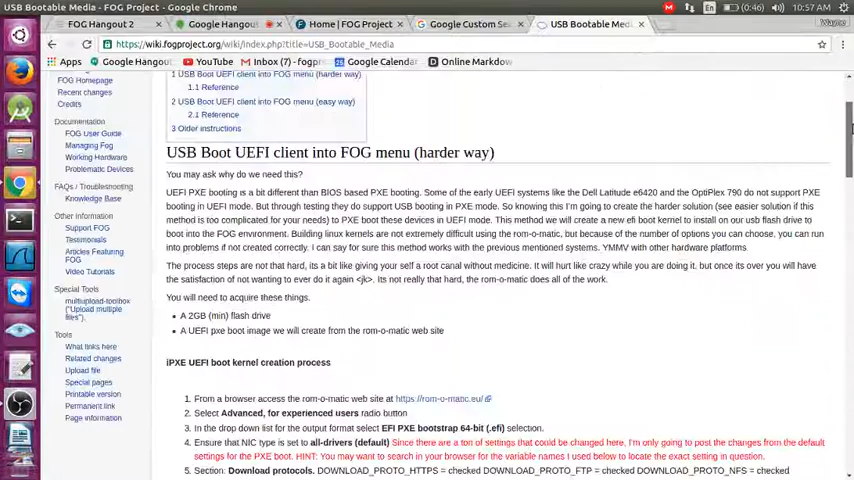 USB Bootable Media - FOG Project - Google Chrome
(0:46) 10:57 AM
FOG Hangout 2
Google Hangou
Home | FOG Project
Google Custom Sea
USB Bootable Medi
Wayne
https://wiki.fogproject.org/wiki/index.php?title=USB_Bootable_Media
Apps
Google Hangout
YouTube
Inbox (7) - fogpro
Google Calendar
Online Markdown
FOG Homepage
Recent changes
Credits
Documentation
FOG User Guide
Managing Fog
Working Hardware
Problematic Devices
FAQs / Troubleshooting
Knowledge Base
Other Information
Support FOG
Testimonials
Articles Featuring
FOG
Video Tutorials
Special Tools
multiupload-toolbox
("Upload multiple
files").
Tools
What links here
Related changes
Upload file
Special pages
Printable version
Permanent link
Page information
1 USB Boot UEFI client into FOG menu (harder way)
1.1 Reference
2 USB Boot UEFI client into FOG menu (easy way)
2.1 Reference
3 Older instructions
USB Boot UEFI client into FOG menu (harder way)
You may ask why do we need this?
UEFI PXE booting is a bit different than BIOS based PXE booting. Some of the early UEFI systems like the Dell Latitude e6420 and the OptiPlex 790 do not support PXE
booting in UEFI mode. But through testing they do support USB booting in PXE mode. So knowing this I'm going to create the harder solution (see easier solution if this
method is too complicated for your needs) to PXE boot these devices in UEFI mode. This method we will create a new efi boot kernel to install on our usb flash drive to
boot into the FOG environment. Building linux kernels are not extremely difficult using the rom-o-matic, but because of the number of options you can choose, you can run
into problems if not created correctly. I can say for sure this method works with the previous mentioned systems. YMMV with other hardware platforms.
The process steps are not that hard, its a bit like giving your self a root canal without medicine. It will hurt like crazy while you are doing it. but once its over you will have
the satisfaction of not wanting to ever do it again <jk>. Its not really that hard, the rom-o-matic does all of the work.
You will need to acquire these things.
• A 2GB (min) flash drive
• A UEFI pxe boot image we will create from the rom-o-matic web site
iPXE UEFI boot kernel creation process
1. From a browser access the rom-o-matic web site at https://rom-o-matic.eu/
2. Select Advanced, for experienced users radio button
3. In the drop down list for the output format select EFI PXE bootstrap 64-bit (.efi) selection.
4. Ensure that NIC type is set to all-drivers (default) Since there are a ton of settings that could be changed here, I'm only going to post the changes from the default
settings for the PXE boot. HINT: You may want to search in your browser for the variable names I used below to locate the exact setting in question.
5. Section: Download protocols. DOWNLOAD_PROTO_HTTPS = checked DOWNLOAD_PROTO_FTP = checked DOWNLOAD_PROTO_NFS = checked